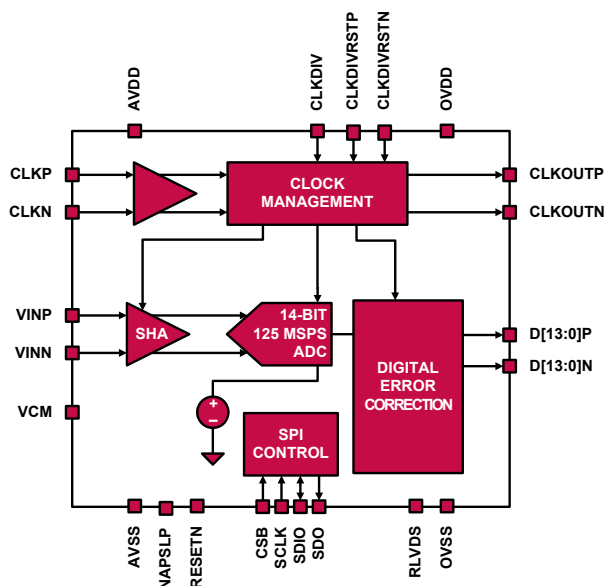 AVDD
CLKDIV
CLKDIVRSTP
CLKDIVRSTN
OVDD
CLKP
CLKN
CLOCK
MANAGEMENT
CLKOUTP
CLKOUTN
VINP
VINN
SHA
14-BIT
125 MSPS
ADC
D[13:0]P
D[13:0]N
DIGITAL
ERROR
CORRECTION
VCM
+
–
SPI
CONTROL
AVSS
NAPSLP
RESETN
CSB
SCLK
SDIO
SDO
RLVDS
OVSS